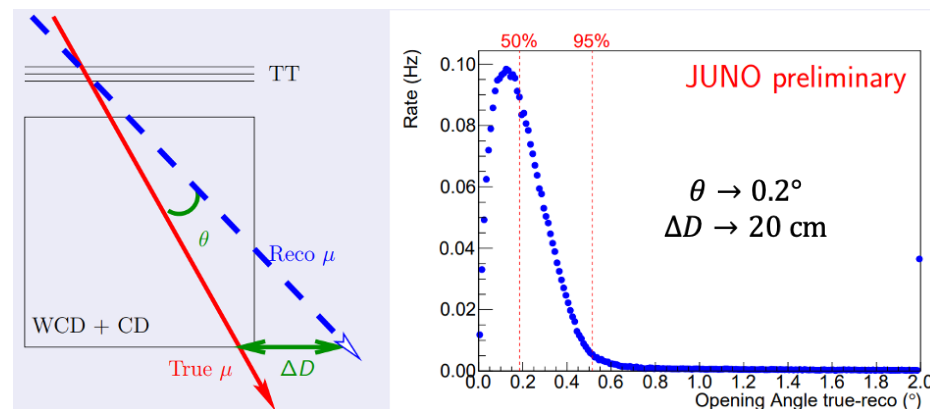 TT
θ
Reco μ
WCD + CD
True μ
ΔD
50% 95%
JUNO preliminary
θ → 0.2°
ΔD → 20 cm
Rate (Hz)
0.10
0.08
0.06
0.04
0.02
0.00
0.0 0.2 0.4 0.6 0.8 1.0 1.2 1.4 1.6 1.8 2.0
Opening Angle true-reco (°)